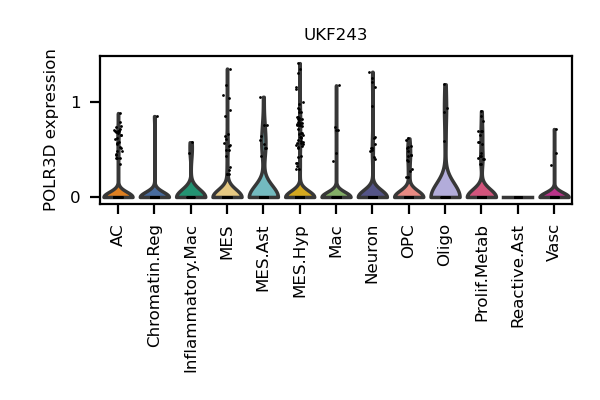 UKF243
POLR3D expression
1
0
AC
Chromatin.Reg
Inflammatory.Mac
MES
MES.Ast
MES.Hyp
Mac
Neuron
OPC
Oligo
Prolif.Metab
Reactive.Ast
Vasc